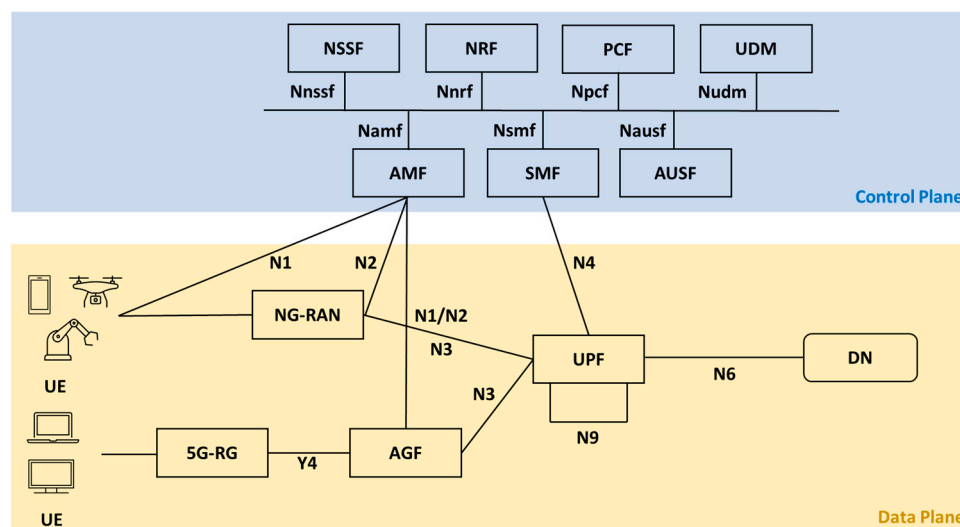 NSSF
NRF
PCF
UDM
Nnssf
Nnrf
Npcf
Nudm
Namf
Nsmf
Nausf
AMF
SMF
AUSF
Control Plane
N1
N2
N4
NG-RAN
N1/N2
N3
UPF
DN
UE
N3
N6
N9
5G-RG
Y4
AGF
UE
Data Plane